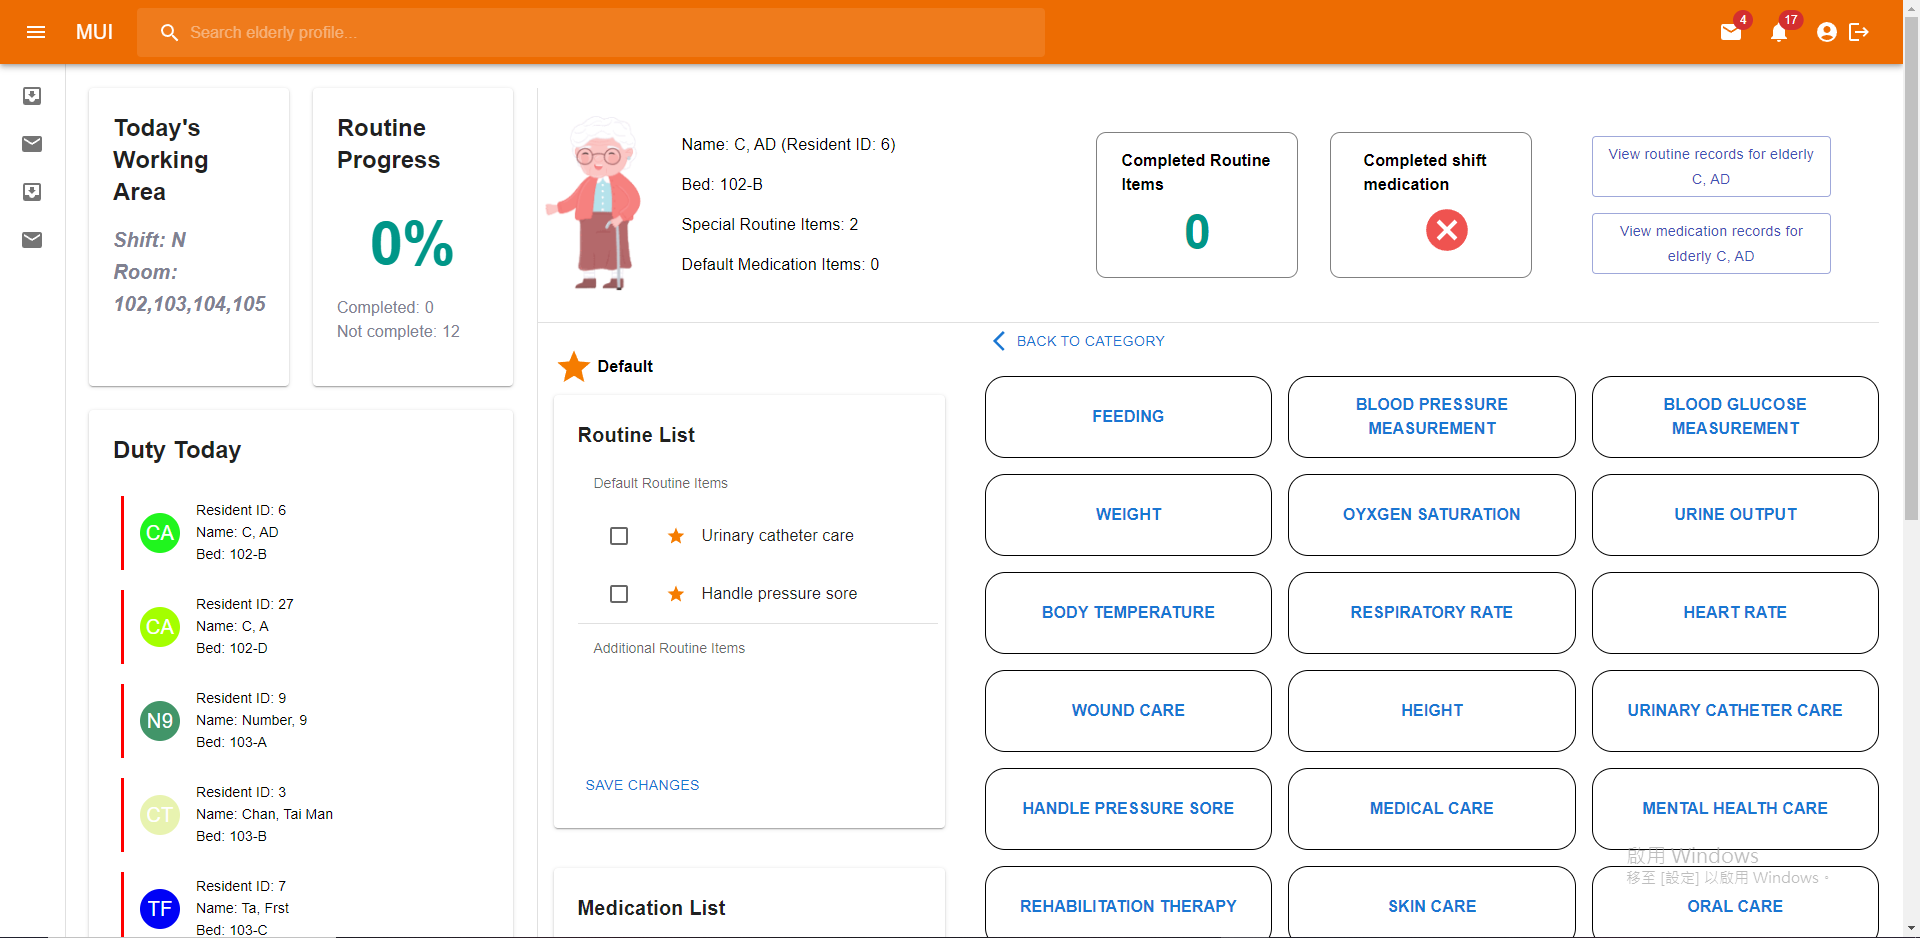 MUI
Search elderly profile...
4
17
Today's
Working
Area
Shift: N
Room:
102,103,104,105
Routine
Progress
0%
Completed: 0
Not complete: 12
Duty Today
CA
Resident ID: 6
Name: C, AD
Bed: 102-B
CA
Resident ID: 27
Name: C, A
Bed: 102-D
N9
Resident ID: 9
Name: Number, 9
Bed: 103-A
CT
Resident ID: 3
Name: Chan, Tai Man
Bed: 103-B
TF
Resident ID: 7
Name: Ta, Frst
Bed: 103-C
Name: C, AD (Resident ID: 6)
Bed: 102-B
Special Routine Items: 2
Default Medication Items: 0
Completed Routine
Items
0
Completed shift
medication
View routine records for elderly
C, AD
View medication records for
elderly C, AD
Default
Routine List
Default Routine Items
Urinary catheter care
Handle pressure sore
Additional Routine Items
SAVE CHANGES
Medication List
BACK TO CATEGORY
FEEDING
BLOOD PRESSURE
MEASUREMENT
BLOOD GLUCOSE
MEASUREMENT
WEIGHT
OYXGEN SATURATION
URINE OUTPUT
BODY TEMPERATURE
RESPIRATORY RATE
HEART RATE
WOUND CARE
HEIGHT
URINARY CATHETER CARE
HANDLE PRESSURE SORE
MEDICAL CARE
MENTAL HEALTH CARE
REHABILITATION THERAPY
SKIN CARE
ORAL CARE
啟用 Windows
移至 [設定] 以啟用 Windows。